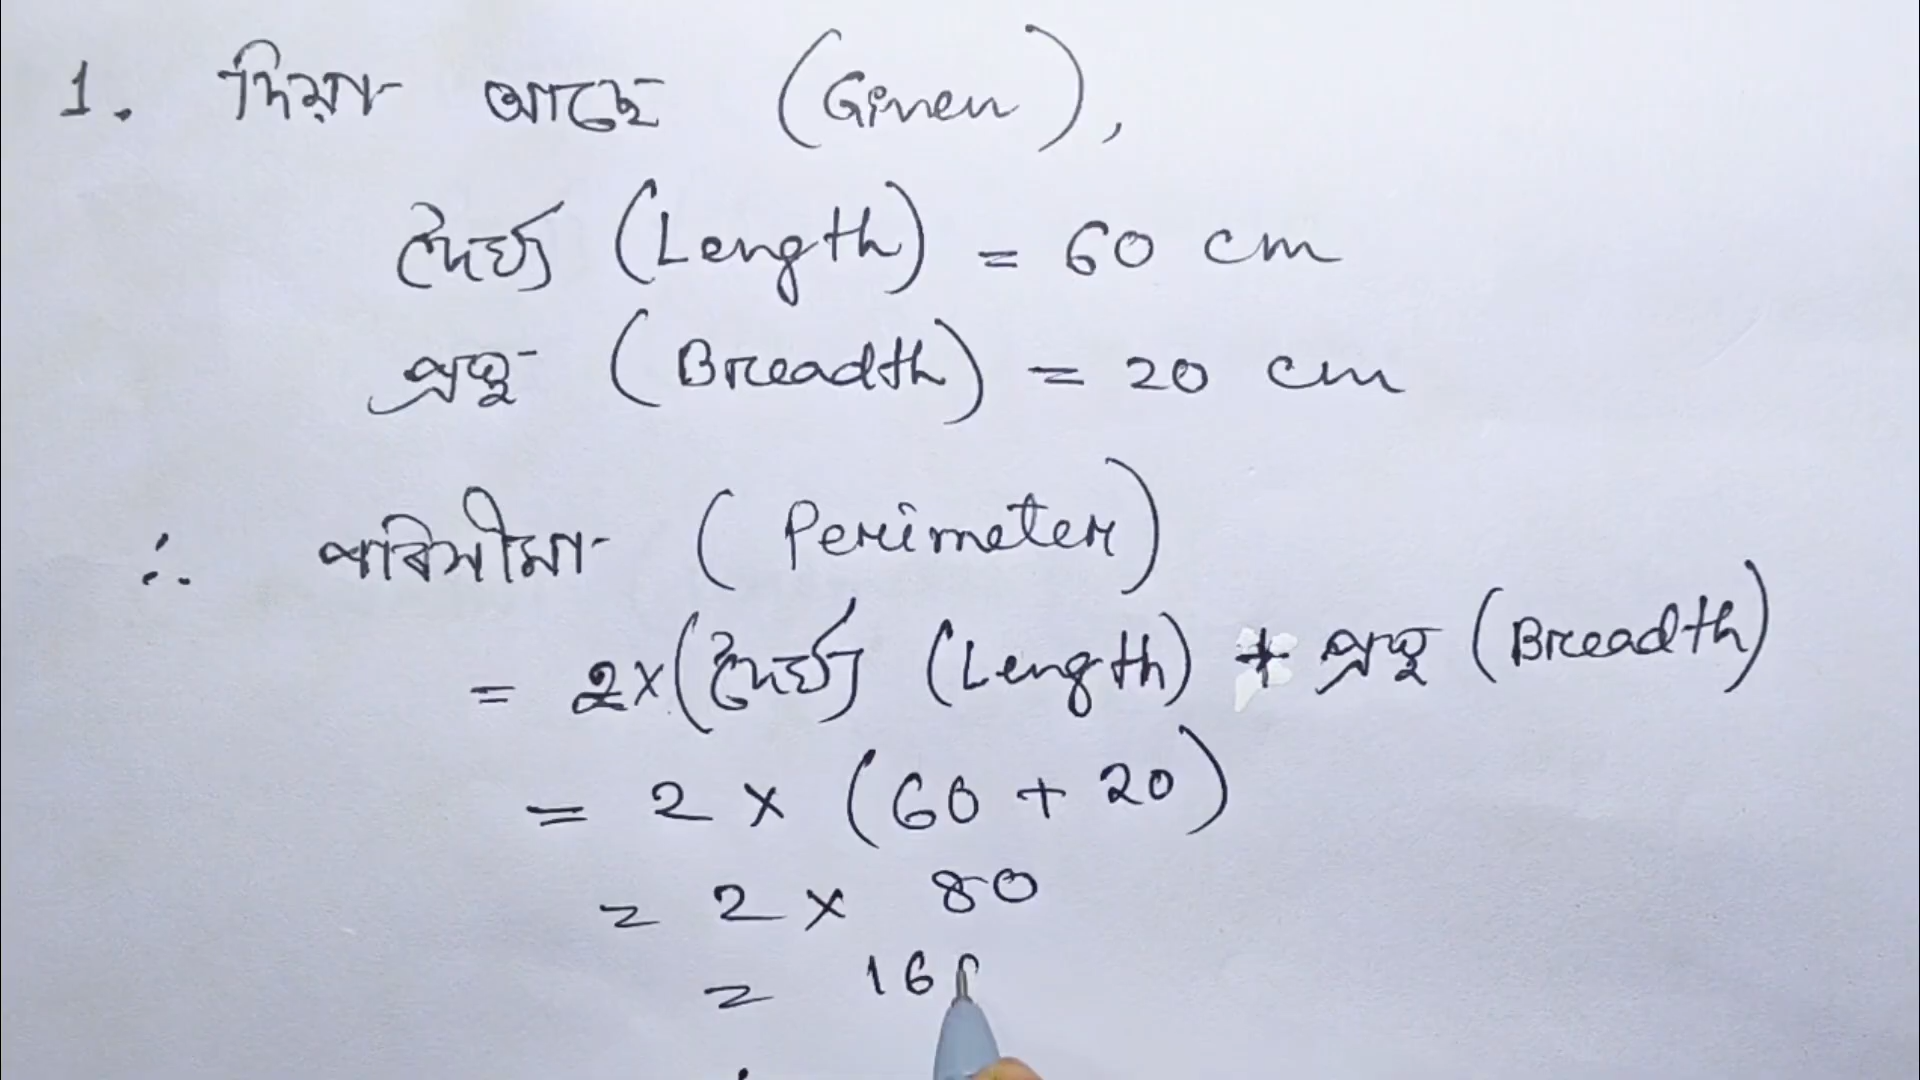 1. দিয়া আছে (Given),
দৈৰ্ঘ্য (Length) = 60 cm
প্ৰস্থ (Breadth) = 20 cm
∴ পৰিসীমা (Perimeter)
= 2×(দৈৰ্ঘ্য (Length) + প্ৰস্থ (Breadth)
= 2 × (60 + 20)
= 2 × 80
= 160